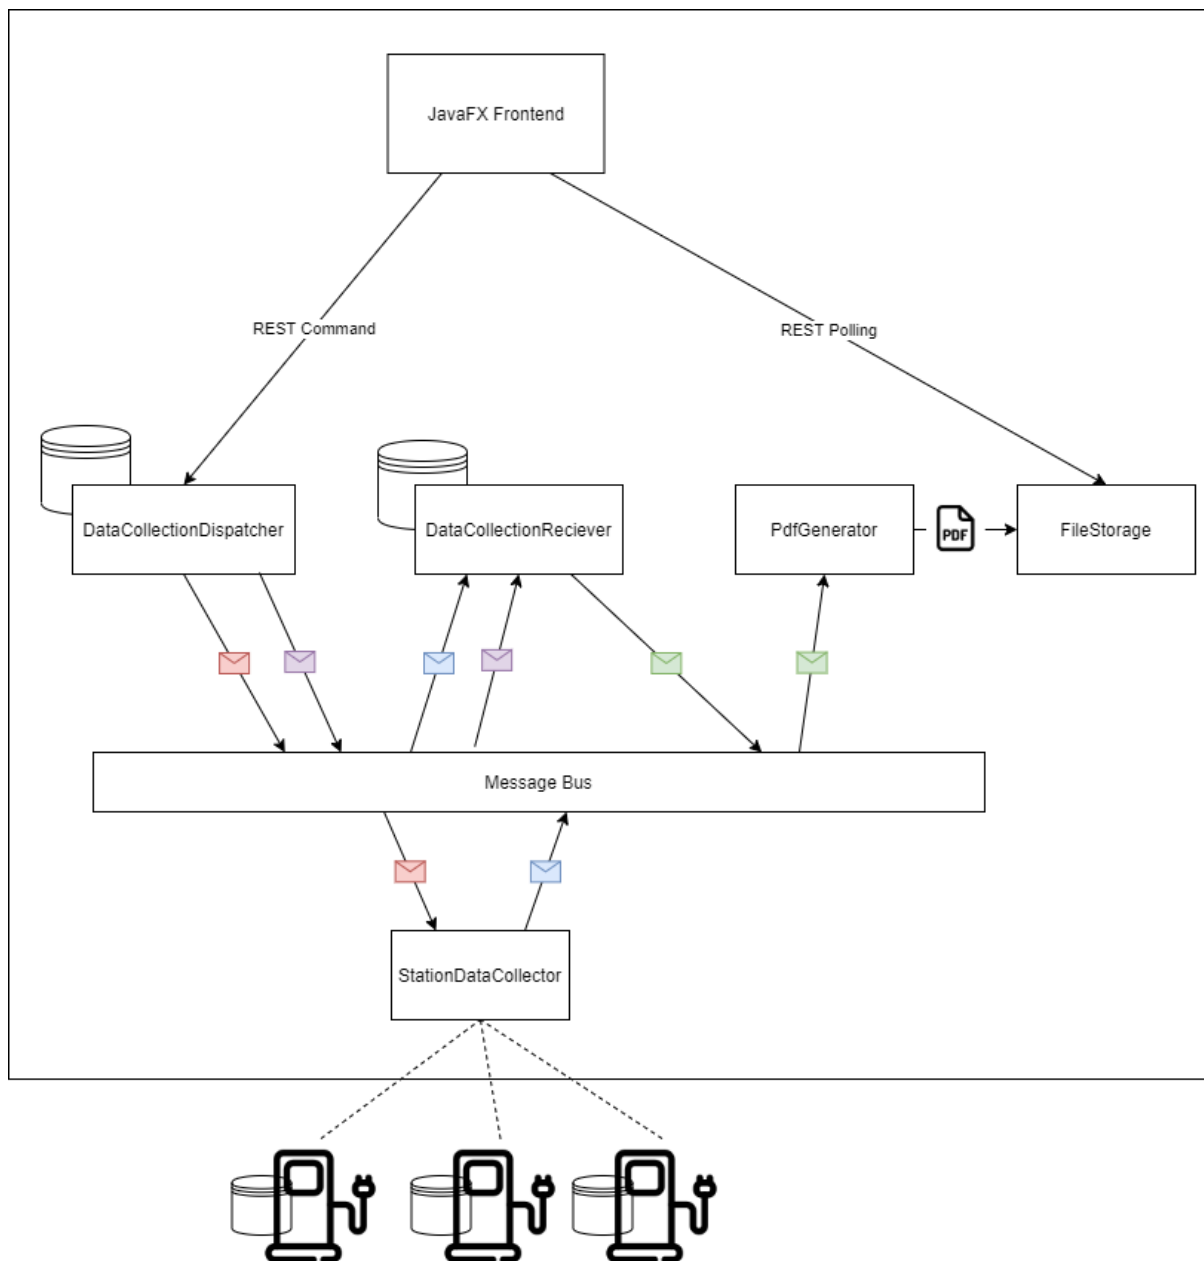 JavaFX Frontend
REST Command
REST Polling
DataCollectionDispatcher
DataCollectionReciever
PdfGenerator
PDF
FileStorage
Message Bus
StationDataCollector